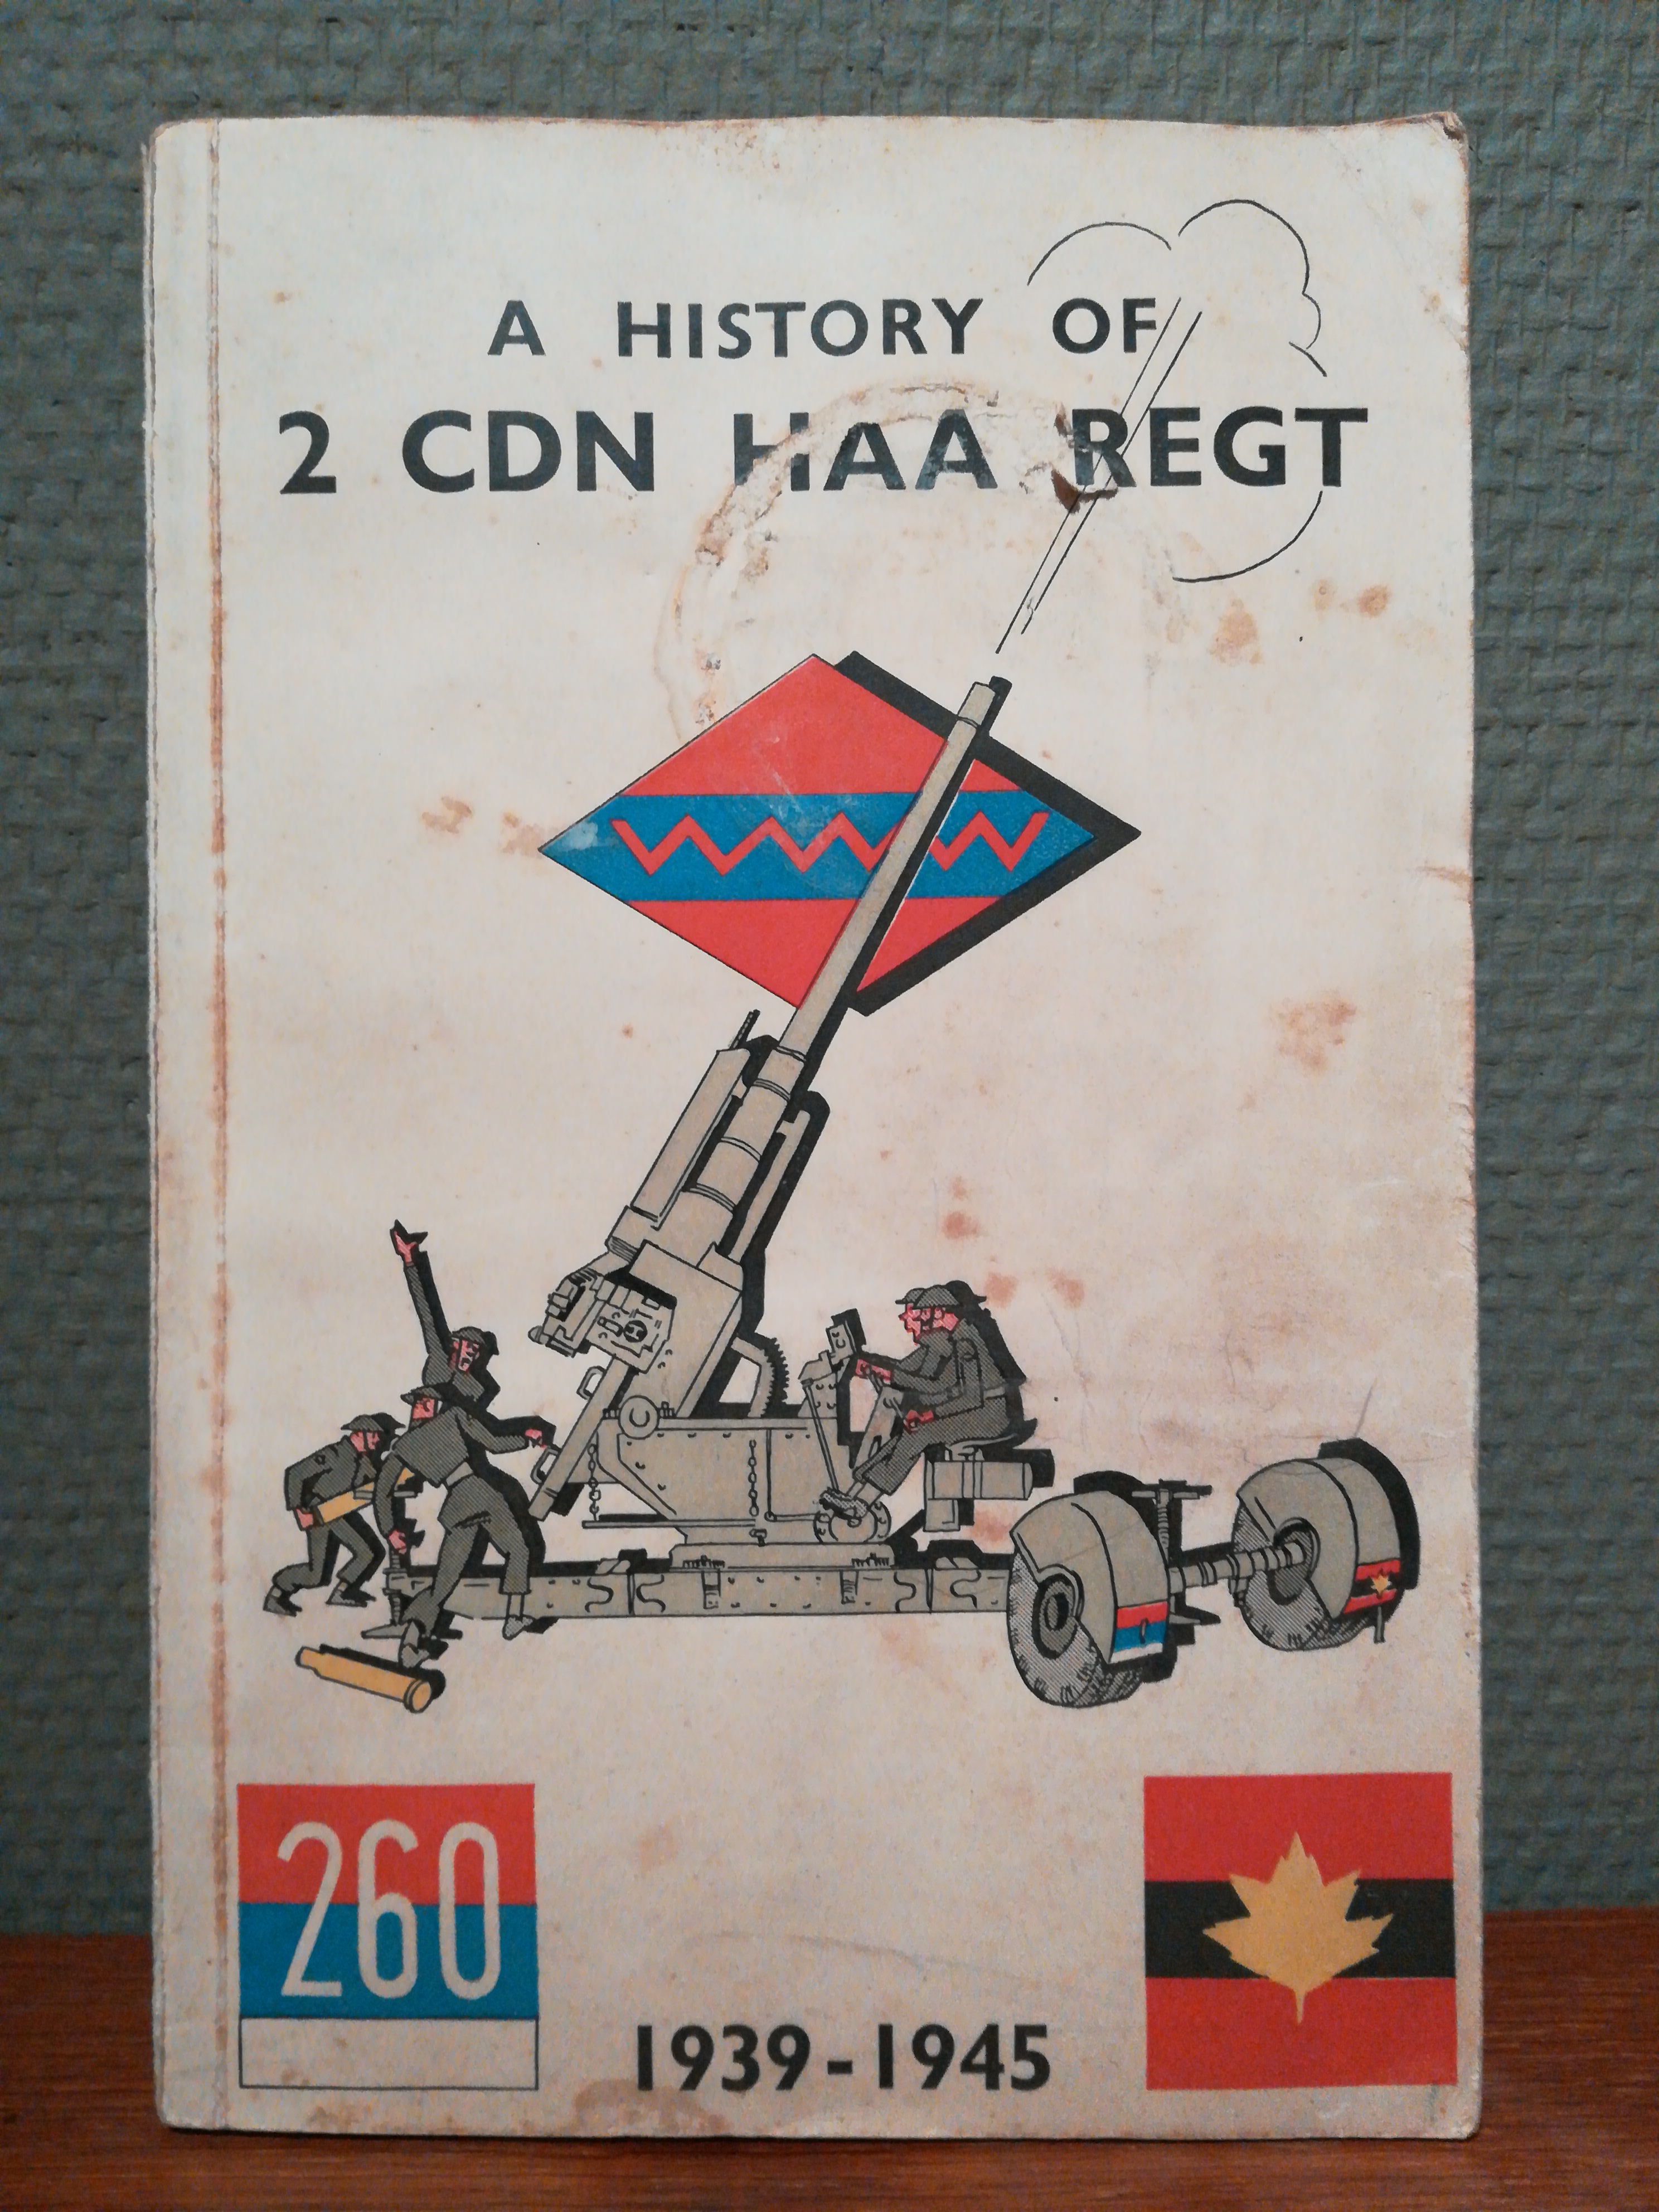 A HISTORY OF
2 CDN HAA REGT
260
1939-1945